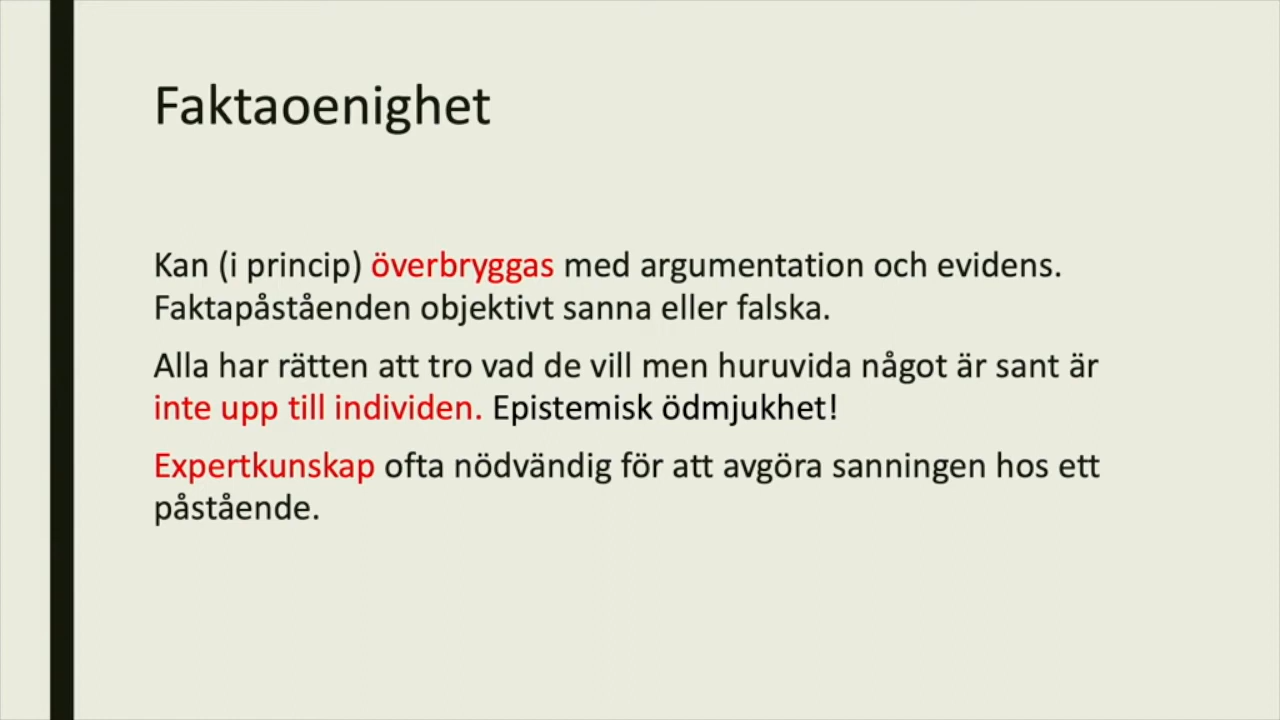 Faktaoenighet
Kan (i princip) överbryggas med argumentation och evidens.
Faktapåståenden objektivt sanna eller falska.
Alla har rätten att tro vad de vill men huruvida något är sant är
inte upp till individen. Epistemisk ödmjukhet!
Expertkunskap ofta nödvändig för att avgöra sanningen hos ett
påstående.